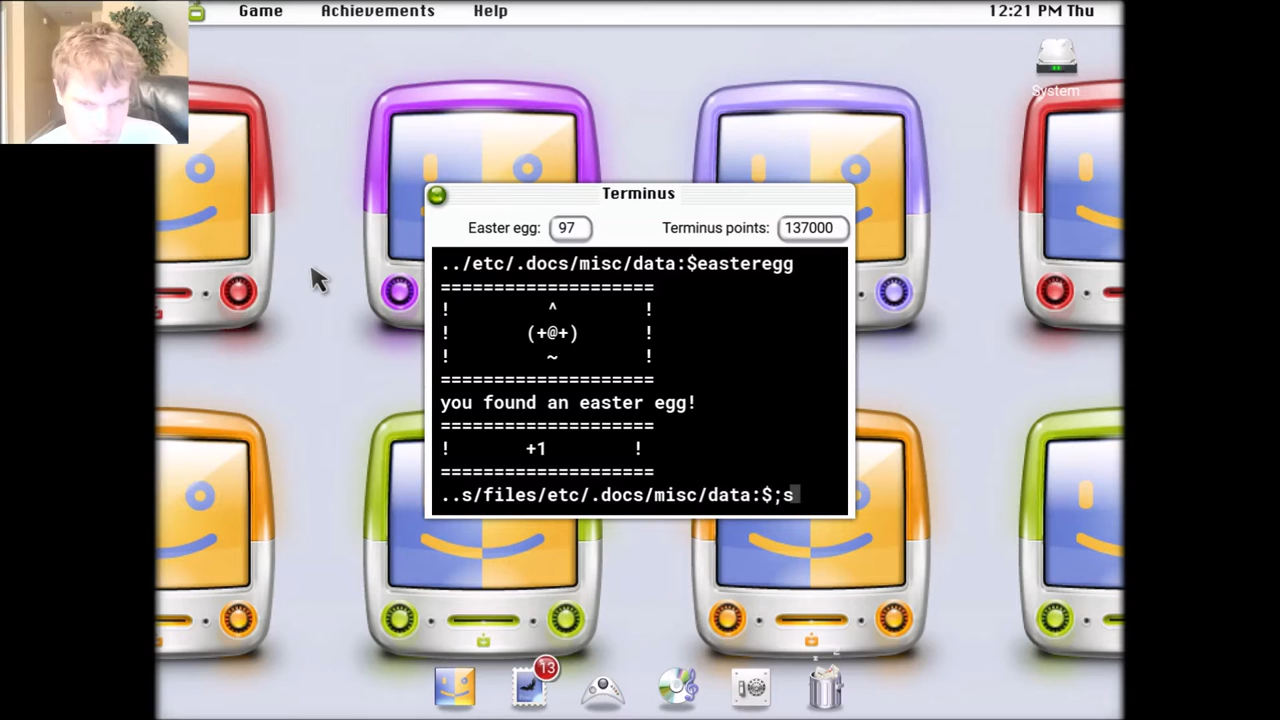 Game Achievements Help 12:21 PM Thu
System
Terminus
Easter egg: 97 Terminus points: 137000
../etc/.docs/misc/data:$easteregg
====================
! ^ !
! (+@+) !
! ~ !
====================
you found an easter egg!
====================
! +1 !
====================
..s/files/etc/.docs/misc/data:$;s
13